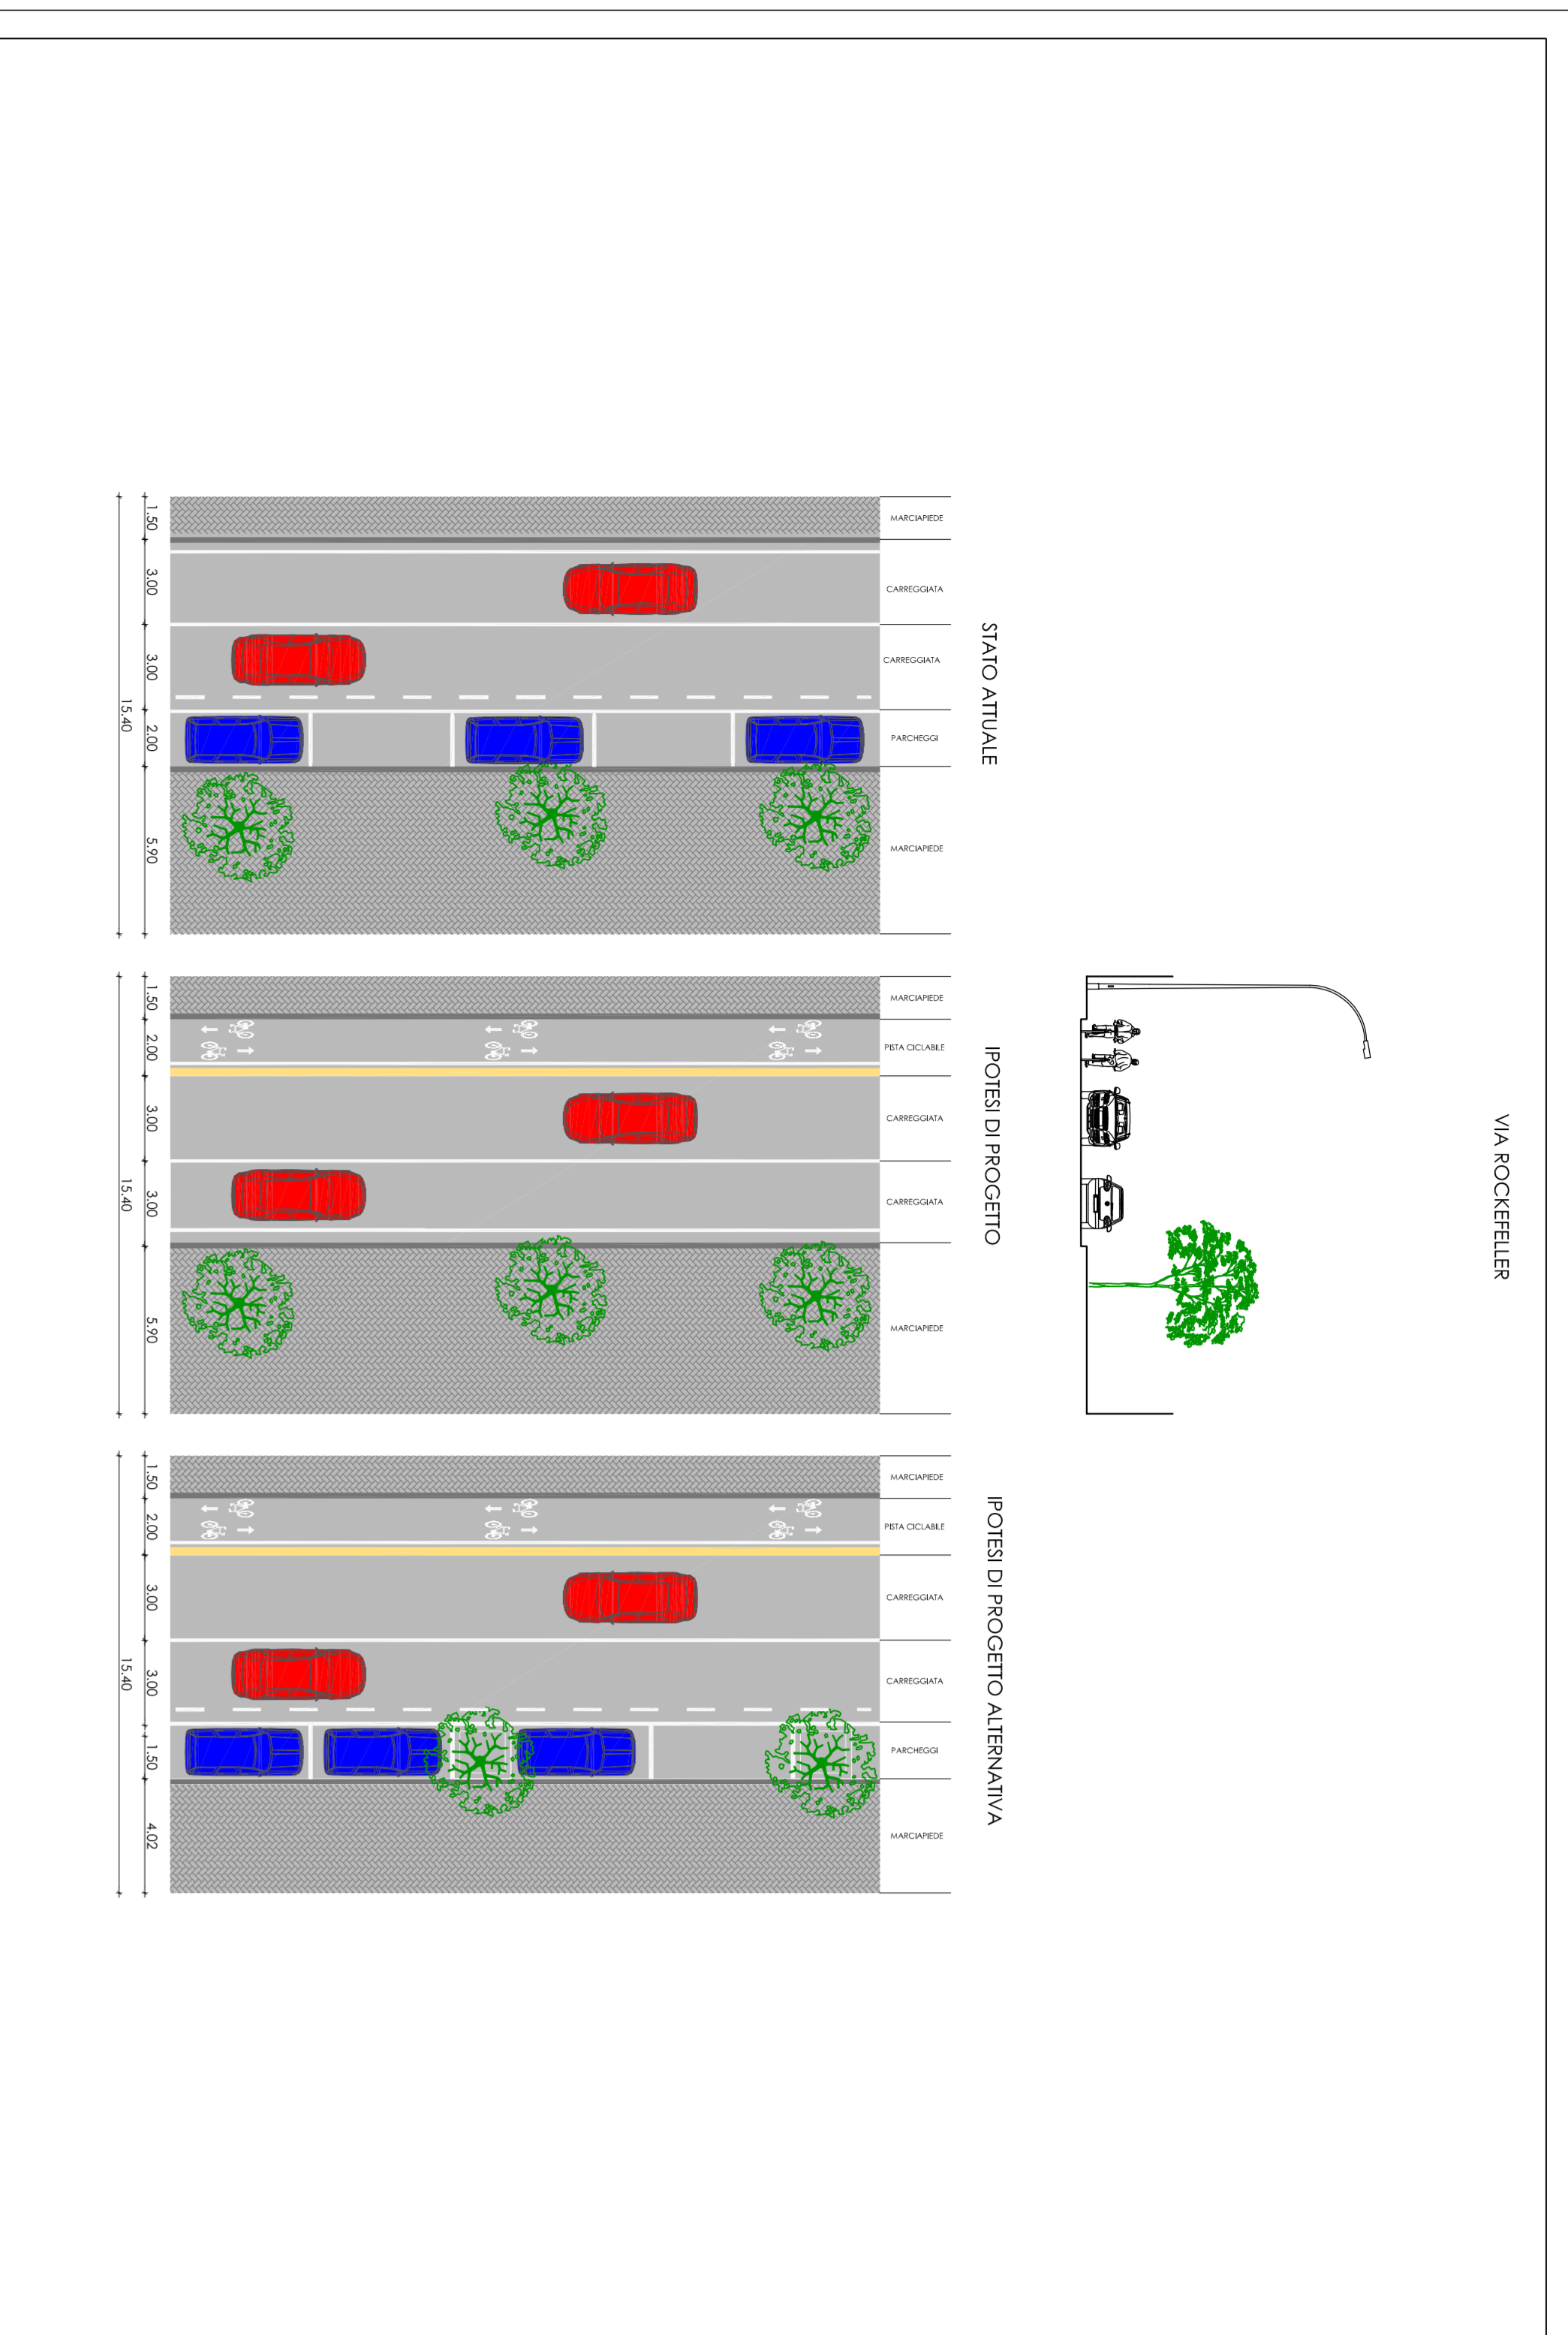 VIA ROCKEFELLER
STATO ATTUALE
MARCIAPIEDE
CARREGGIATA
CARREGGIATA
PARCHEGGI
MARCIAPIEDE
1.50
3.00
3.00
2.00
5.90
15.40
IPOTESI DI PROGETTO
MARCIAPIEDE
PISTA CICLABILE
CARREGGIATA
CARREGGIATA
MARCIAPIEDE
1.50
2.00
3.00
3.00
5.90
15.40
IPOTESI DI PROGETTO ALTERNATIVA
MARCIAPIEDE
PISTA CICLABILE
CARREGGIATA
CARREGGIATA
PARCHEGGI
MARCIAPIEDE
1.50
2.00
3.00
3.00
1.50
4.02
15.40